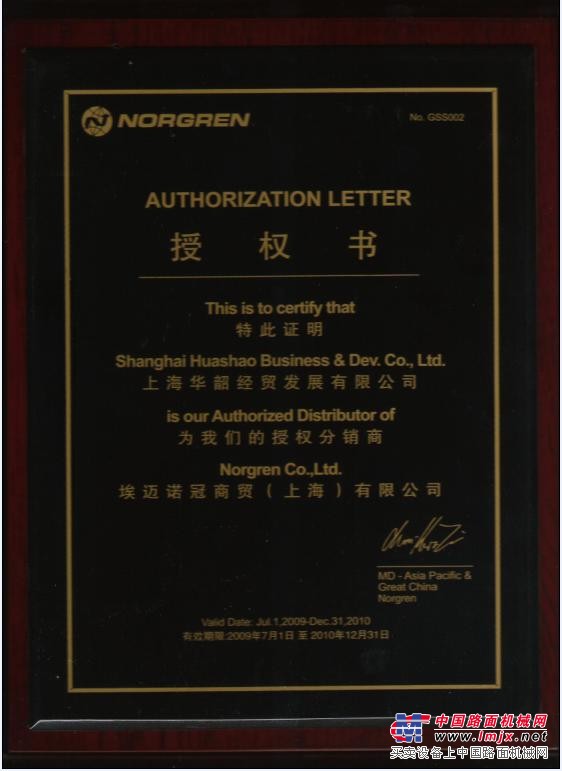 NORGREN
No. GSS002
AUTHORIZATION LETTER
授权书
This is to certify that
特此证明
Shanghai Huashao Business & Dev. Co., Ltd.
上海华韶经贸发展有限公司
is our Authorized Distributor of
为我们的授权分销商
Norgren Co.,Ltd.
埃迈诺冠商贸(上海)有限公司
MD - Asia Pacific &
Great China
Norgren
Valid Date: Jul.1,2009-Dec.31,2010
有效期限:2009年7月1日 至 2010年12月31日
中国路面机械网
www.lmjx.net
买卖设备上中国路面机械网